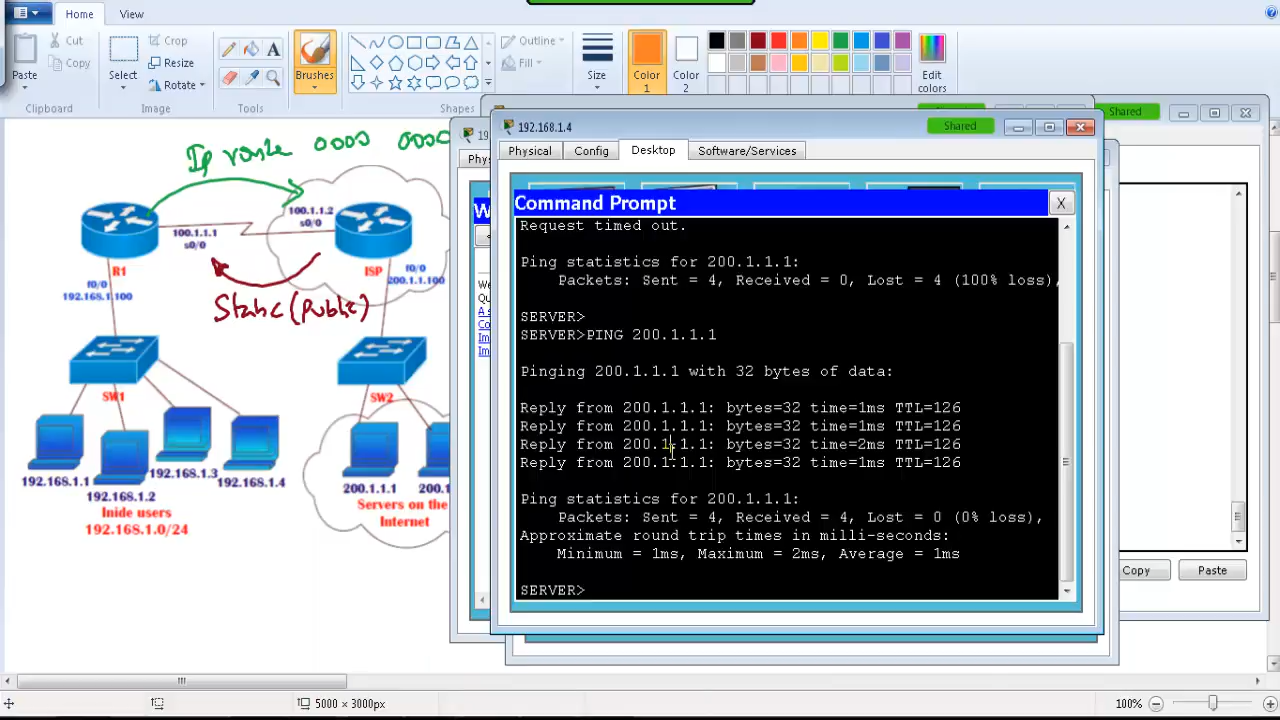 Home
View
Paste
Cut
Copy
Clipboard
Select
Crop
Resize
Rotate
Image
A
Tools
Brushes
Shapes
Outline
Fill
Size
Color
1
Color
2
Edit
colors
Ip route 0000
Static (Public)
100.1.1.1
s0/0
100.1.1.2
s0/0
R1
ISP
f0/0
192.168.1.100
f0/0
200.1.1.100
SW1
SW2
192.168.1.1
192.168.1.2
192.168.1.3
192.168.1.4
Inide users
192.168.1.0/24
200.1.1.1
Servers on the
Internet
Shared
192.168.1.4
Shared
Physical
Config
Desktop
Software/Services
Command Prompt
X
Request timed out.
Ping statistics for 200.1.1.1:
Packets: Sent = 4, Received = 0, Lost = 4 (100% loss),
SERVER>
SERVER>PING 200.1.1.1
Pinging 200.1.1.1 with 32 bytes of data:
Reply from 200.1.1.1: bytes=32 time=1ms TTL=126
Reply from 200.1.1.1: bytes=32 time=1ms TTL=126
Reply from 200.1.1.1: bytes=32 time=2ms TTL=126
Reply from 200.1.1.1: bytes=32 time=1ms TTL=126
Ping statistics for 200.1.1.1:
Packets: Sent = 4, Received = 4, Lost = 0 (0% loss),
Approximate round trip times in milli-seconds:
Minimum = 1ms, Maximum = 2ms, Average = 1ms
SERVER>
Copy
Paste
5000 × 3000px
100%